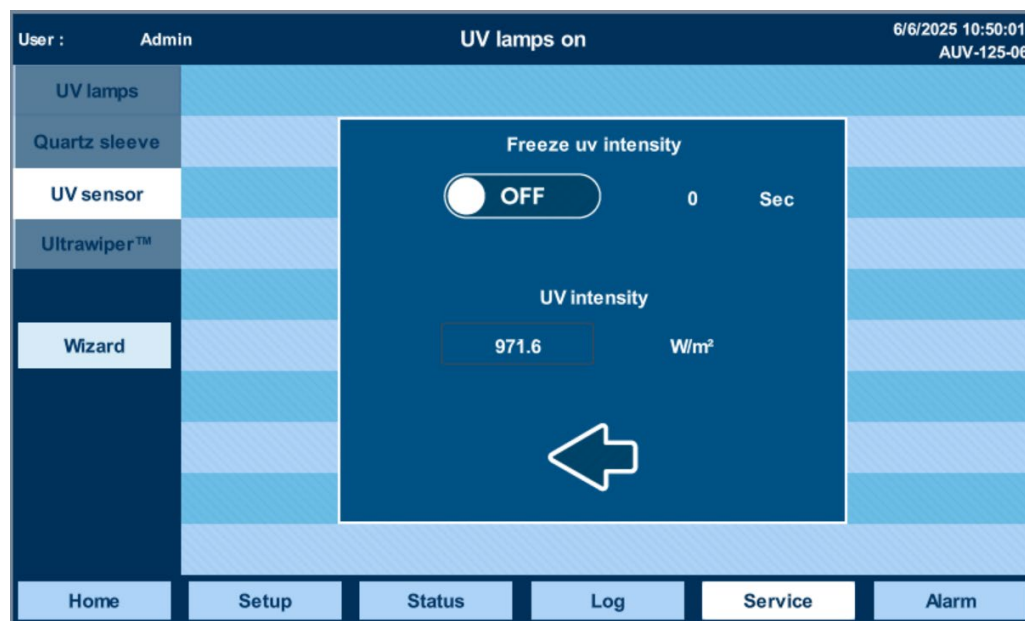 User : Admin UV lamps on 6/6/2025 10:50:01
AUV-125-06
UV lamps
Quartz sleeve
UV sensor
Ultrawiper™
Wizard
Freeze uv intensity
OFF 0 Sec
UV intensity
971.6 W/m²
Home Setup Status Log Service Alarm